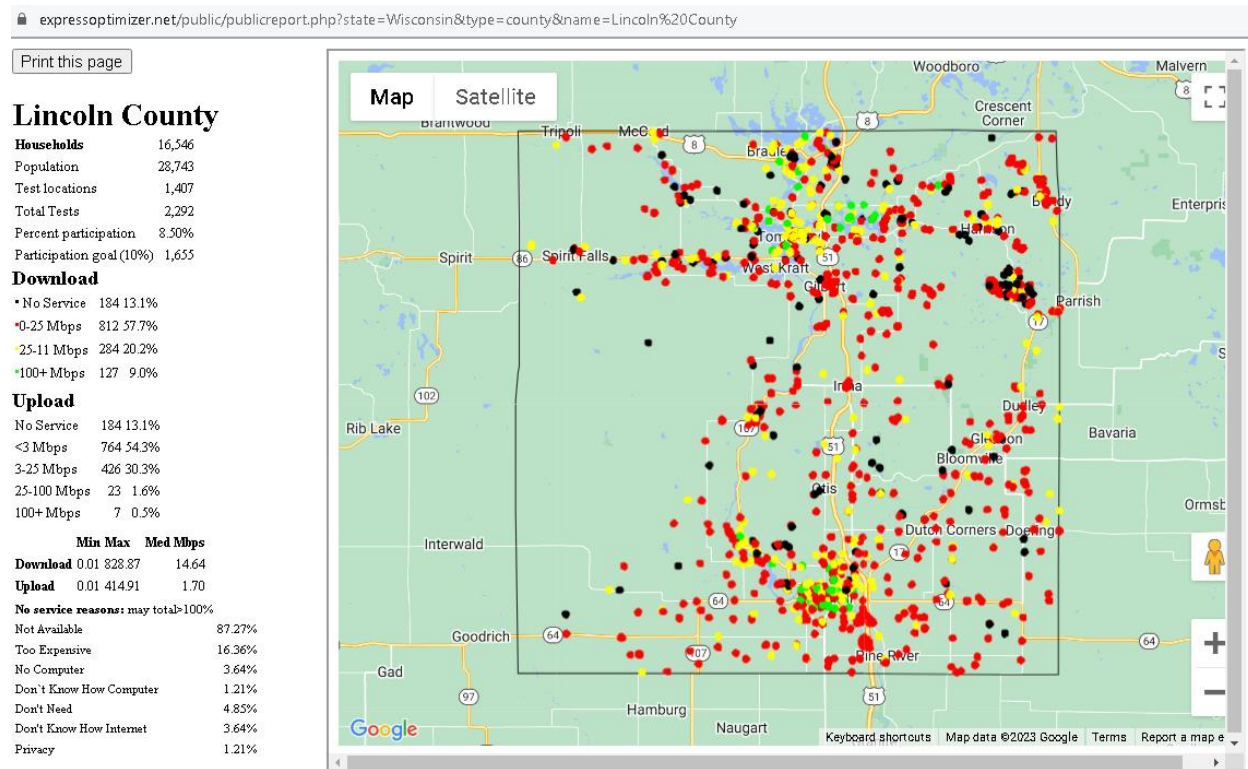 expressoptimizer.net/public/publicreport.php?state=Wisconsin&type=county&name=Lincoln%20County
Print this page
Lincoln County
Households 16,546
Population 28,743
Test locations 1,407
Total Tests 2,292
Percent participation 8.50%
Participation goal (10%) 1,655
Download
No Service 184 13.1%
0-25 Mbps 812 57.7%
25-11 Mbps 284 20.2%
100+ Mbps 127 9.0%
Upload
No Service 184 13.1%
<3 Mbps 764 54.3%
3-25 Mbps 426 30.3%
25-100 Mbps 23 1.6%
100+ Mbps 7 0.5%
Min Max Med Mbps
Download 0.01 828.87 14.64
Upload 0.01 414.91 1.70
No service reasons: may total>100%
Not Available 87.27%
Too Expensive 16.36%
No Computer 3.64%
Don`t Know How Computer 1.21%
Don't Need 4.85%
Don't Know How Internet 3.64%
Privacy 1.21%
Map Satellite
Woodboro
Malvern
8
Crescent
Corner
Brantwood
Tripoli
8
8
Enterpris
Spirit
86
Spirit Falls
51
West Kraft
Parrish
17
102
Rib Lake
107
51
Bavaria
Bloomville
Otis
Ormsb
Interwald
Dutch Corners
17
64
64
Goodrich
64
64
107
Pine River
Gad
97
Hamburg
51
Naugart
Google
Keyboard shortcuts
Map data ©2023 Google
Terms
Report a map e